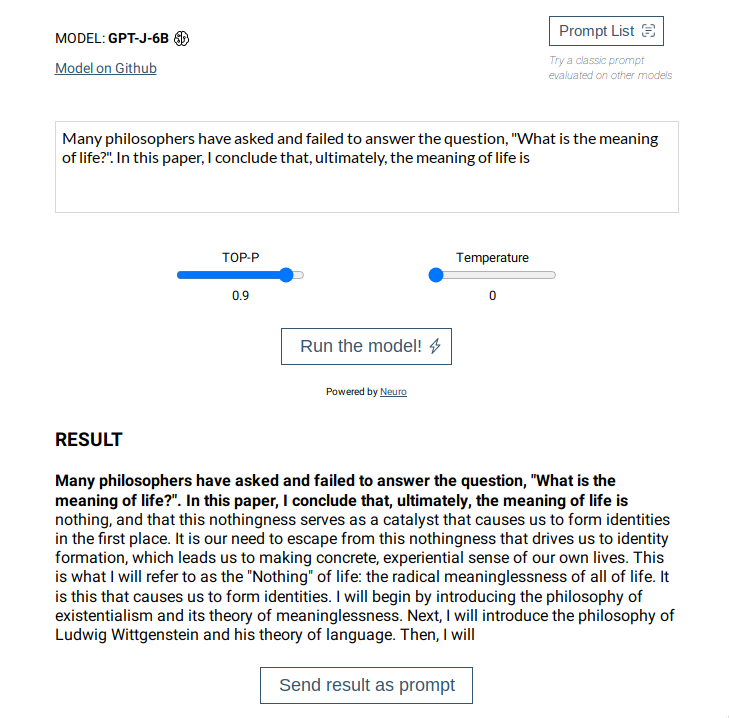 MODEL: GPT-J-6B
Prompt List
Model on Github
Try a classic prompt
evaluated on other models
Many philosophers have asked and failed to answer the question, "What is the meaning
of life?". In this paper, I conclude that, ultimately, the meaning of life is
TOP-P
Temperature
0.9
0
Run the model!
Powered by Neuro
RESULT
Many philosophers have asked and failed to answer the question, "What is the
meaning of life?". In this paper, I conclude that, ultimately, the meaning of life is
nothing, and that this nothingness serves as a catalyst that causes us to form identities
in the first place. It is our need to escape from this nothingness that drives us to identity
formation, which leads us to making concrete, experiential sense of our own lives. This
is what I will refer to as the "Nothing" of life: the radical meaninglessness of all of life. It
is this that causes us to form identities. I will begin by introducing the philosophy of
existentialism and its theory of meaninglessness. Next, I will introduce the philosophy of
Ludwig Wittgenstein and his theory of language. Then, I will
Send result as prompt